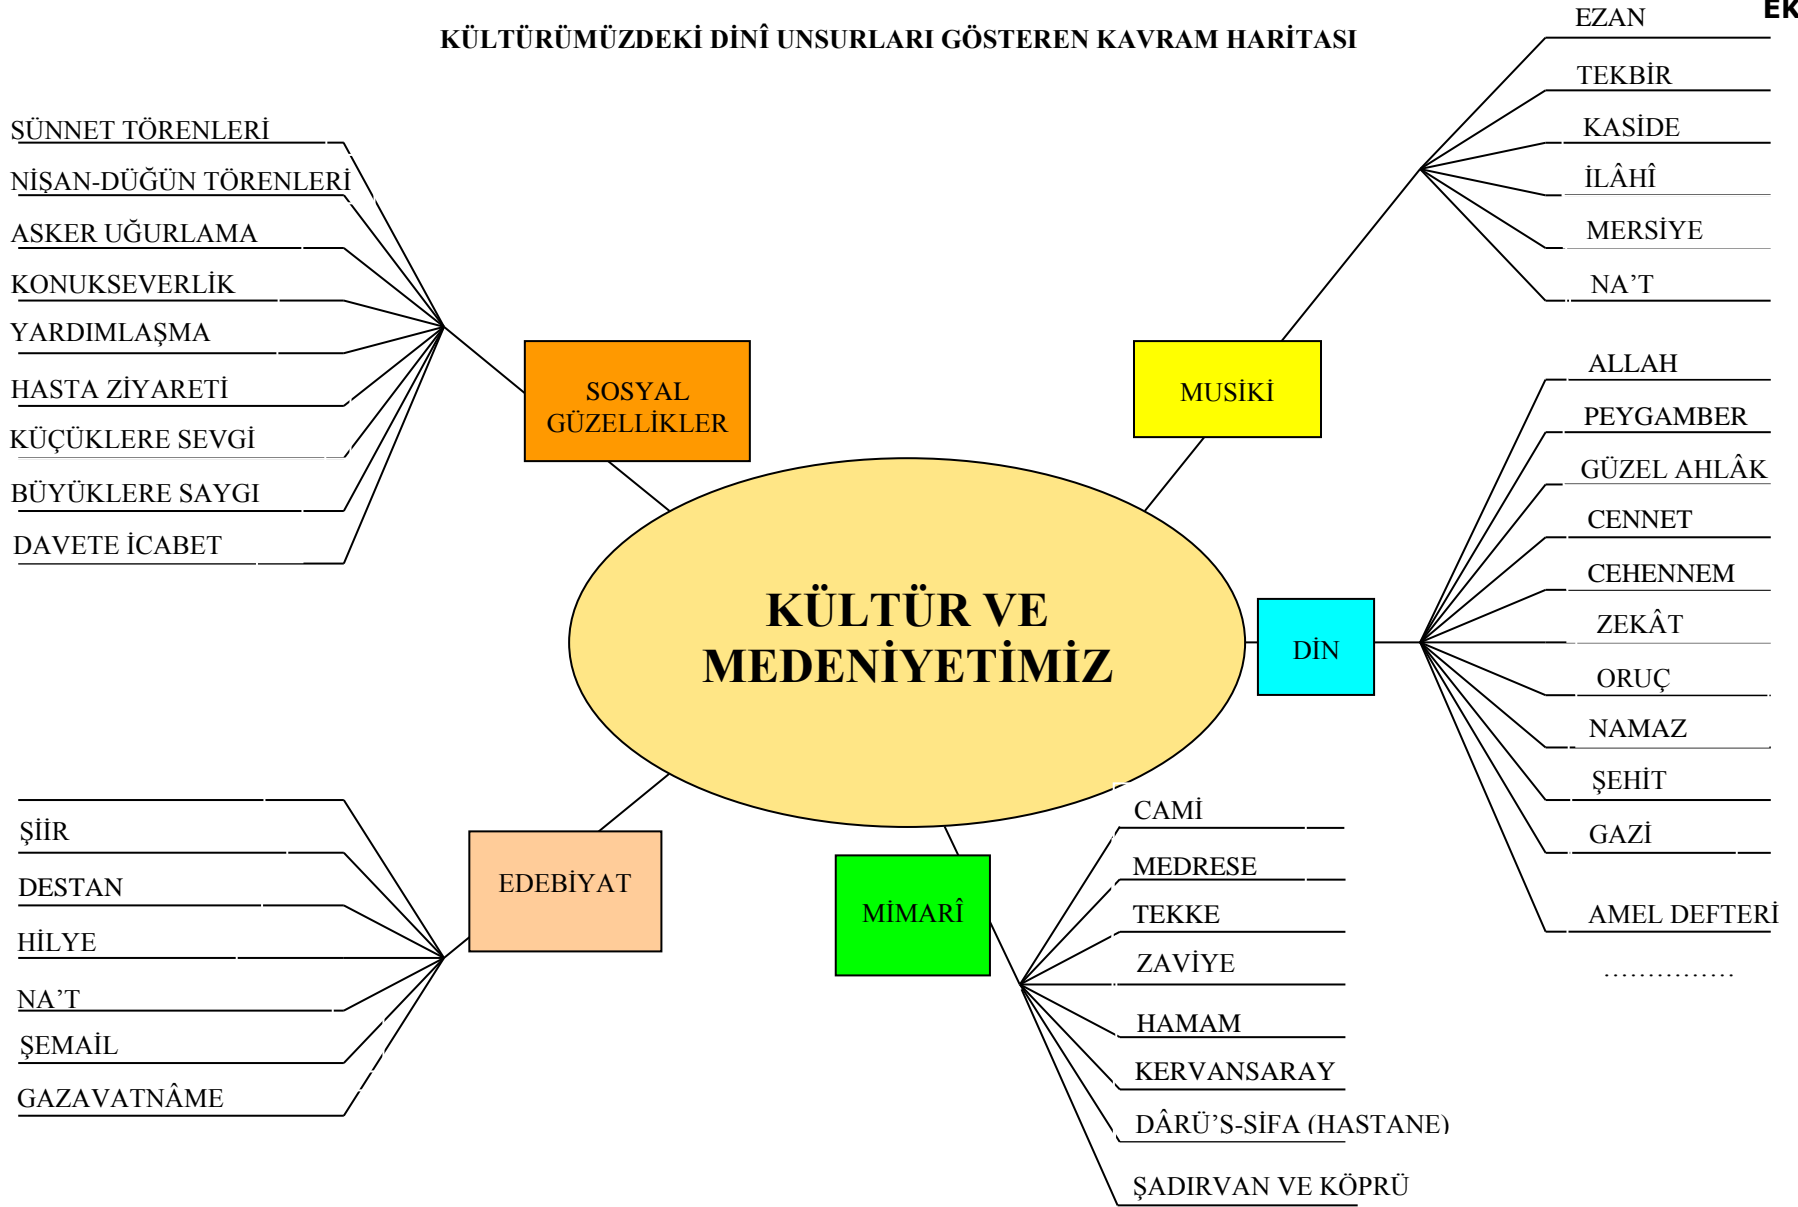 EK
KÜLTÜRÜMÜZDEKİ DİNÎ UNSURLARI GÖSTEREN KAVRAM HARİTASI
SÜNNET TÖRENLERİ
NİŞAN-DÜĞÜN TÖRENLERİ
ASKER UĞURLAMA
KONUKSEVERLİK
YARDIMLAŞMA
HASTA ZİYARETİ
KÜÇÜKLERE SEVGİ
BÜYÜKLERE SAYGI
DAVETE İCABET
SOSYAL
GÜZELLİKLER
MUSİKİ
EZAN
TEKBİR
KASİDE
İLÂHÎ
MERSİYE
NA’T
KÜLTÜR VE
MEDENİYETİMİZ
DİN
ALLAH
PEYGAMBER
GÜZEL AHLÂK
CENNET
CEHENNEM
ZEKÂT
ORUÇ
NAMAZ
ŞEHİT
GAZİ
AMEL DEFTERİ
……………
EDEBİYAT
ŞİİR
DESTAN
HİLYE
NA’T
ŞEMAİL
GAZAVATNÂME
MİMARÎ
CAMİ
MEDRESE
TEKKE
ZAVİYE
HAMAM
KERVANSARAY
DÂRÜ’S-SİFA (HASTANE)
ŞADIRVAN VE KÖPRÜ